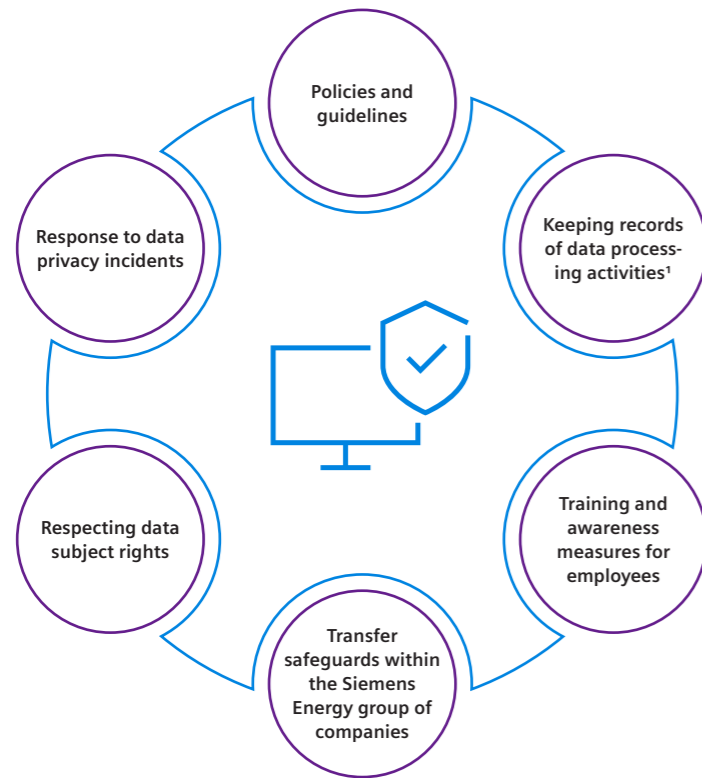 Policies and
guidelines
Keeping records
of data process-
ing activities¹
Training and
awareness
measures for
employees
Transfer
safeguards within
the Siemens
Energy group of
companies
Respecting data
subject rights
Response to data
privacy incidents